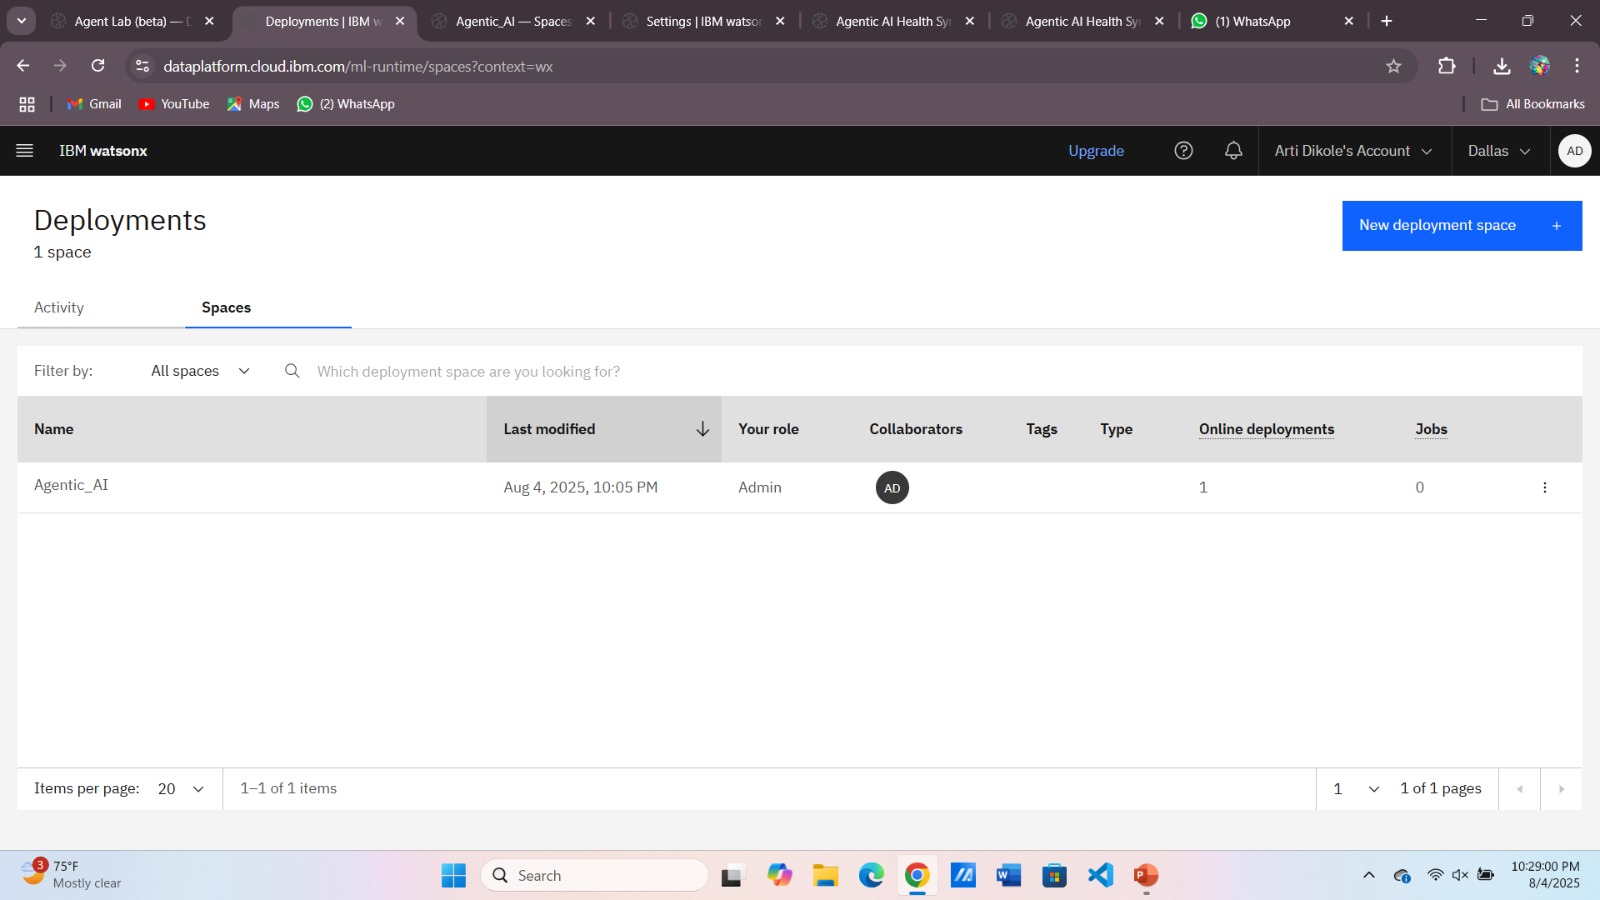 Agent Lab (beta) — D
Deployments | IBM w
Agentic_AI — Spaces
Settings | IBM watson
Agentic AI Health Sy
Agentic AI Health Sy
(1) WhatsApp
dataplatform.cloud.ibm.com/ml-runtime/spaces?context=wx
Gmail
YouTube
Maps
(2) WhatsApp
All Bookmarks
IBM watsonx
Upgrade
Arti Dikole's Account
Dallas
AD
Deployments
1 space
New deployment space +
Activity
Spaces
Filter by:
All spaces
Which deployment space are you looking for?
Name Last modified Your role Collaborators Tags Type Online deployments Jobs
Agentic_AI Aug 4, 2025, 10:05 PM Admin AD 1 0
Items per page: 20 1–1 of 1 items 1 1 of 1 pages
3
75°F
Mostly clear
Search
W
P
10:29:00 PM
8/4/2025